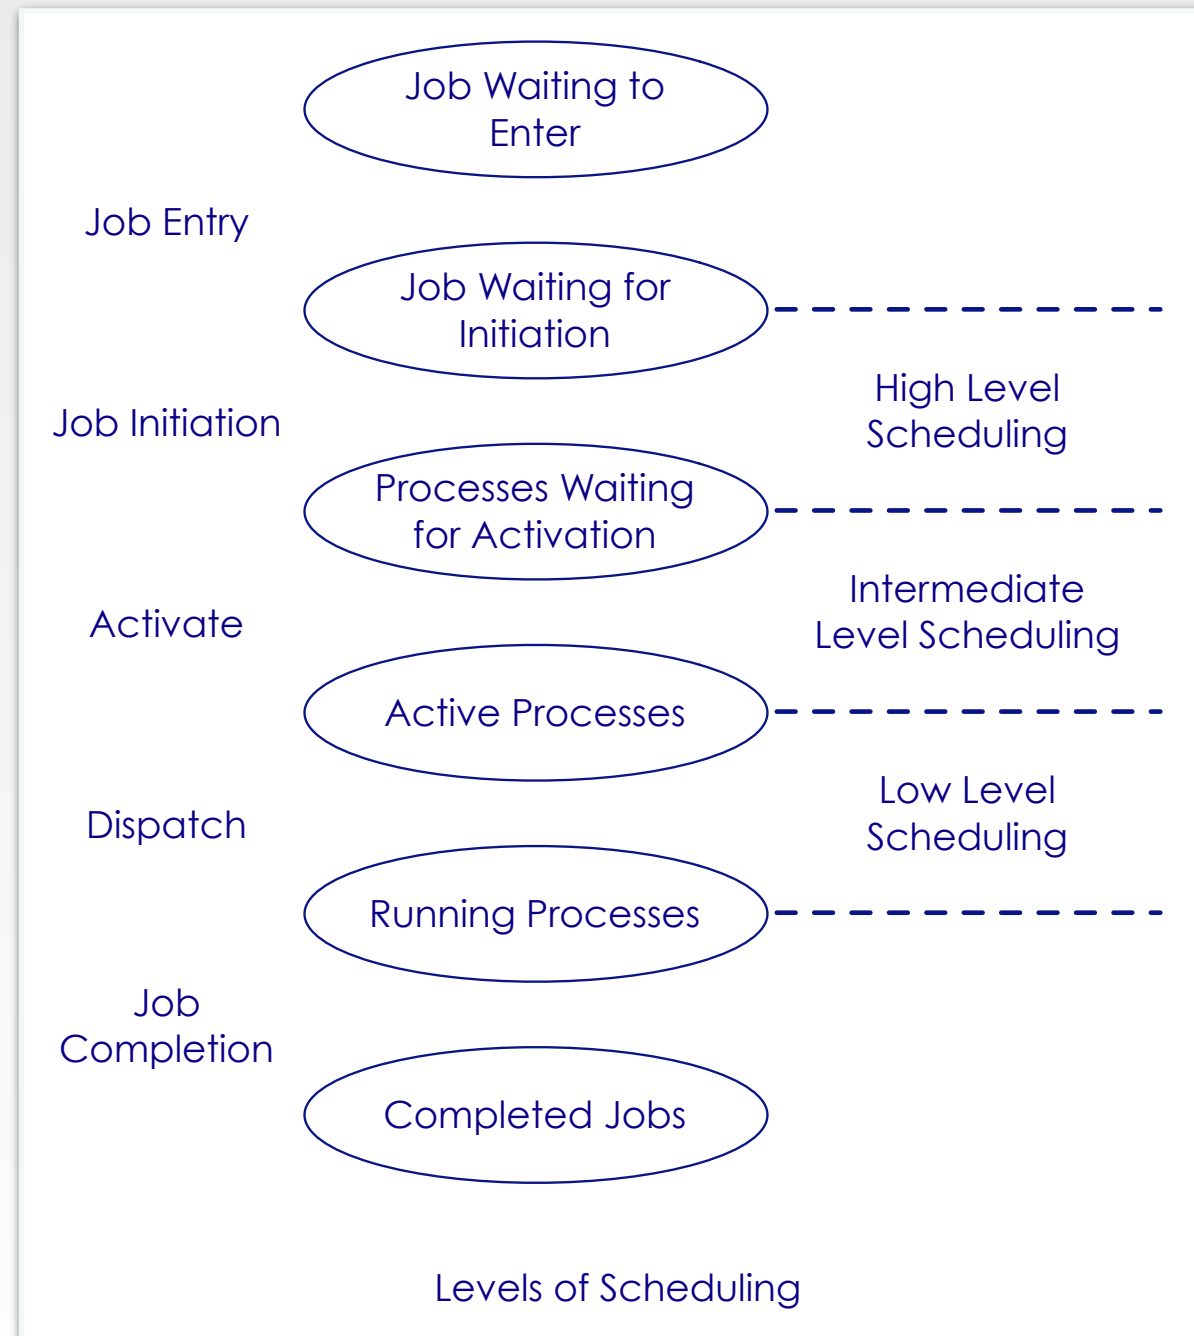 Job Waiting to
Enter
Job Entry
Job Waiting for
Initiation
High Level
Scheduling
Job Initiation
Processes Waiting
for Activation
Intermediate
Level Scheduling
Activate
Active Processes
Low Level
Scheduling
Dispatch
Running Processes
Job
Completion
Completed Jobs
Levels of Scheduling